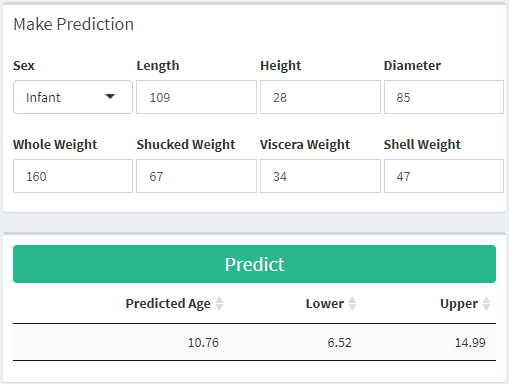 Make Prediction
Sex Length Height Diameter
Infant 109 28 85
Whole Weight Shucked Weight Viscera Weight Shell Weight
160 67 34 47
Predict
Predicted Age Lower Upper
10.76 6.52 14.99